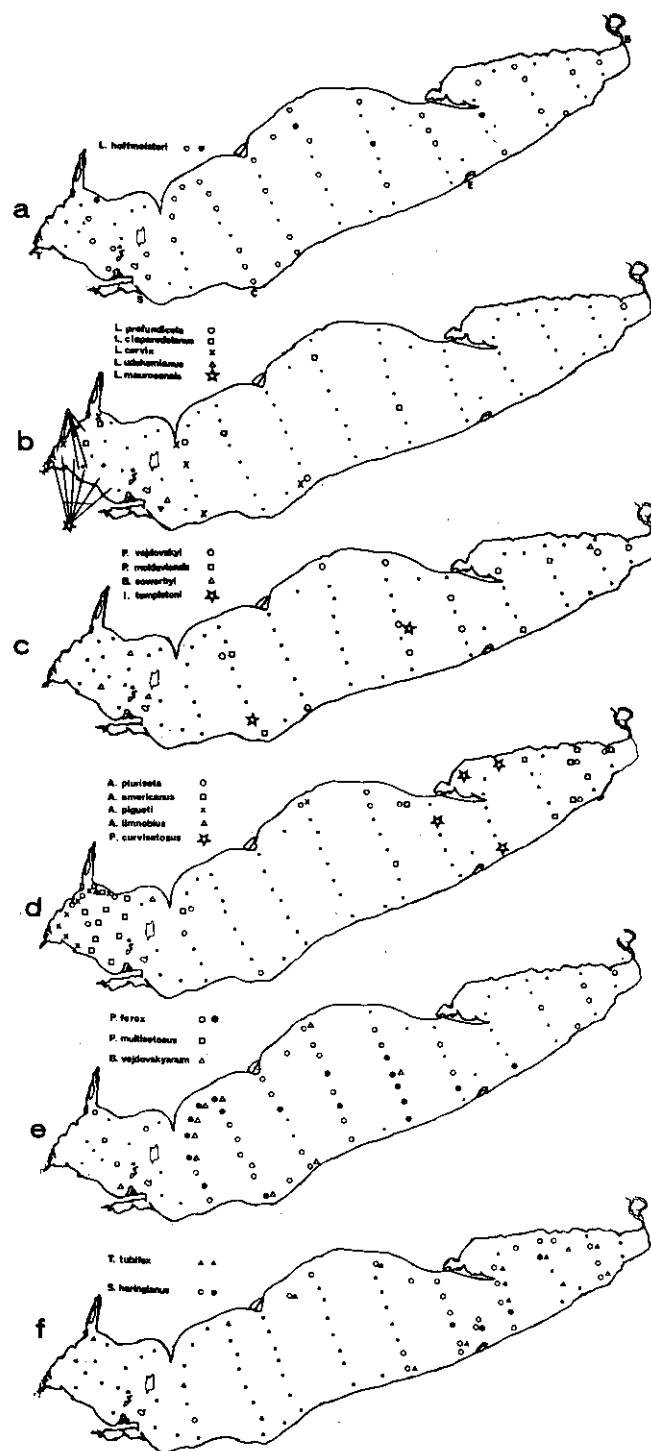 a
L. hoffmeisteri
B
E
T
S
C
b
L. profundicola
L. claparedeianus
L. cervix
L. udekemianus
L. maumeensis
c
P. vejdovskyi
P. moldaviensis
B. sowerbyi
I. templetoni
d
A. pluriseta
A. americanus
A. pigueti
A. limnobius
P. curvisetosus
e
P. ferox
P. multisetosus
B. vejdovskyanum
f
T. tubifex
S. heringianus